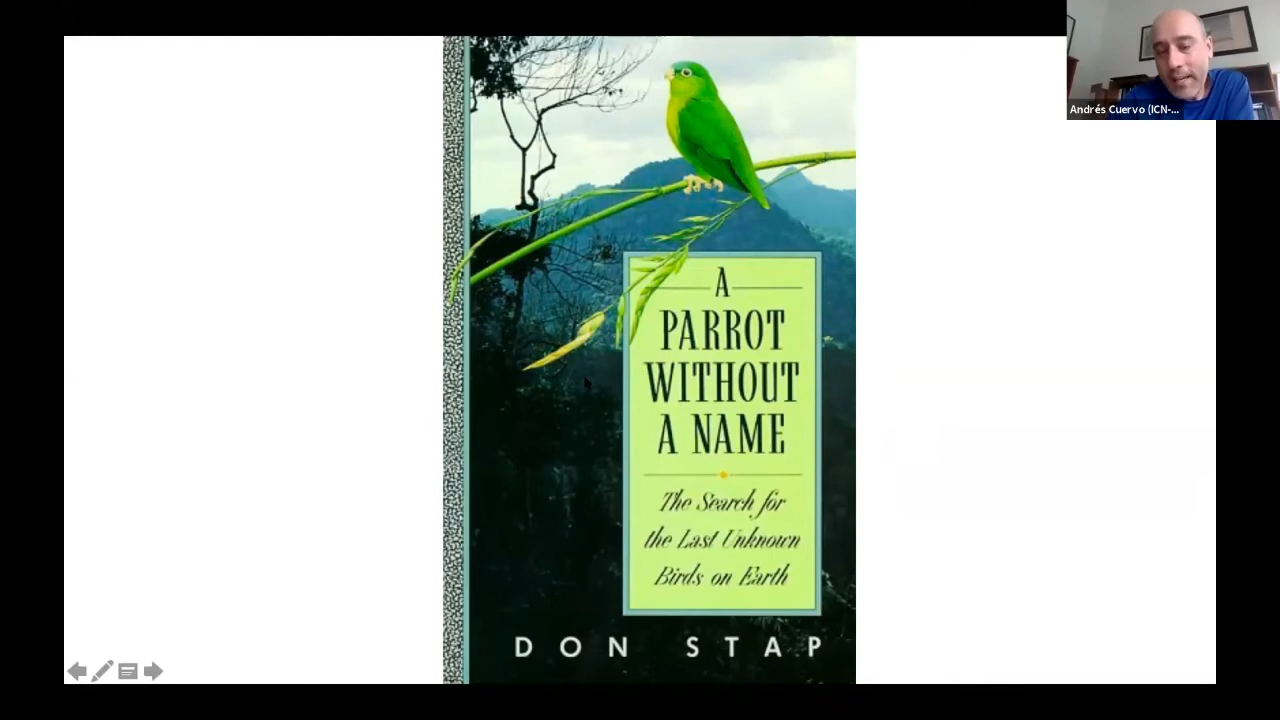 Andrés Cuervo (ICN-...
A
PARROT
WITHOUT
A NAME
The Search for
the Last Unknown
Birds on Earth
DON STAP